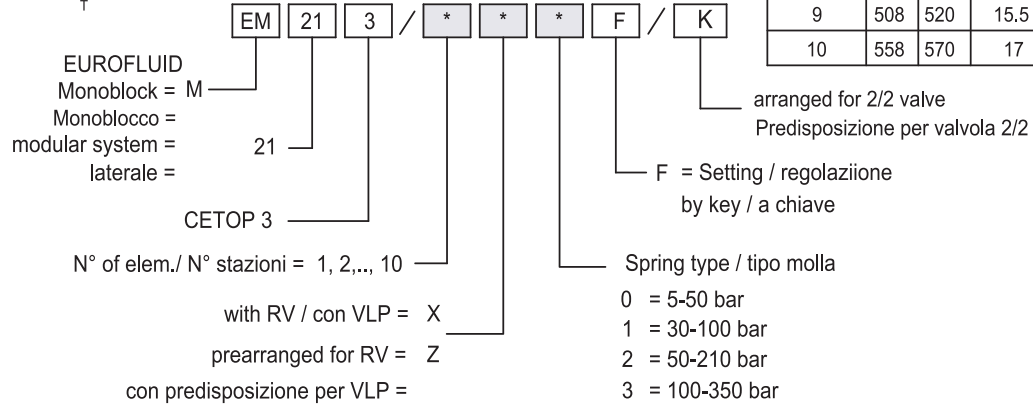 T
EM 21 3 / * * * F / K
9 508 520 15.5
10 558 570 17
EUROFLUID
Monoblock = M
Monoblocco =
modular system = 21
laterale =
CETOP 3
N° of elem./ N° stazioni = 1, 2,.., 10
with RV / con VLP = X
prearranged for RV = Z
con predisposizione per VLP =
arranged for 2/2 valve
Predisposizione per valvola 2/2
F = Setting / regolaziione
by key / a chiave
Spring type / tipo molla
0 = 5-50 bar
1 = 30-100 bar
2 = 50-210 bar
3 = 100-350 bar